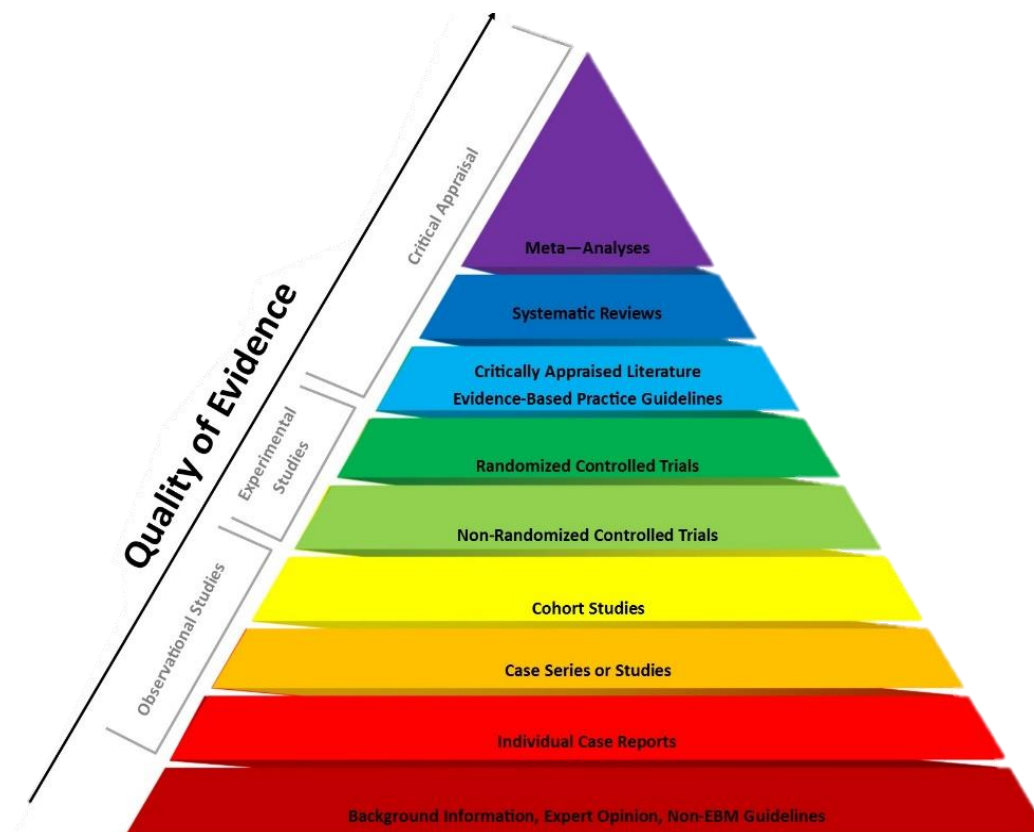 Quality of Evidence
Critical Appraisal
Experimental
Studies
Observational Studies
Meta—Analyses
Systematic Reviews
Critically Appraised Literature
Evidence-Based Practice Guidelines
Randomized Controlled Trials
Non-Randomized Controlled Trials
Cohort Studies
Case Series or Studies
Individual Case Reports
Background Information, Expert Opinion, Non-EBM Guidelines